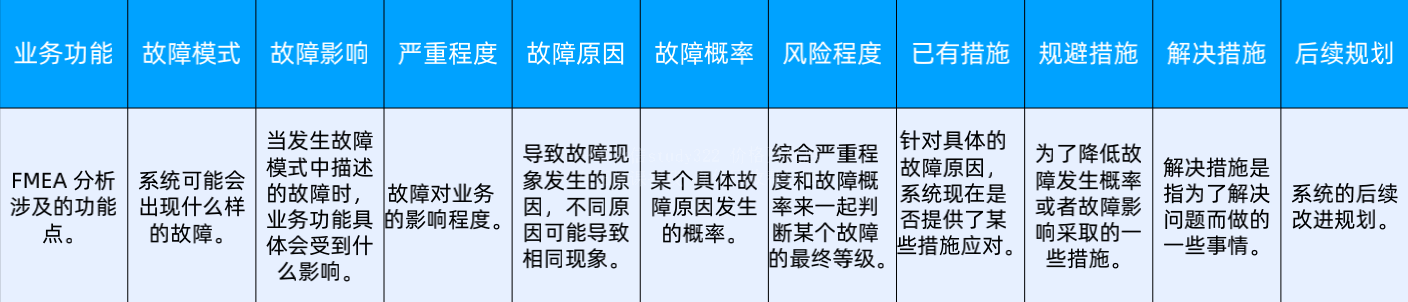 业务功能
故障模式
故障影响
严重程度
故障原因
故障概率
风险程度
已有措施
规避措施
解决措施
后续规划
FMEA 分析
涉及的功能
点。
系统可能会
出现什么样
的故障。
当发生故障
模式中描述
的故障时，
业务功能具
体会受到什
么影响。
故障对业务
的影响程度。
导致故障现
象发生的原
因，不同原
因可能导致
相同现象。
某个具体故
障原因发生
的概率。
综合严重程
度和故障概
率来一起判
断某个故障
的最终等级。
针对具体的
故障原因，
系统现在是
否提供了某
些措施应对。
为了降低故
障发生概率
或者故障影
响采取的一
些措施。
解决措施是
指为了解决
问题而做的
一些事情。
系统的后续
改进规划。